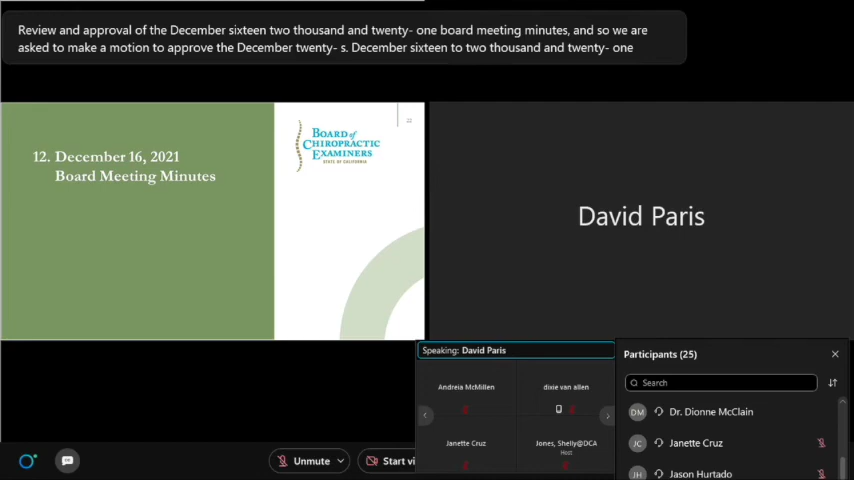 Review and approval of the December sixteen two thousand and twenty- one board meeting minutes, and so we are
asked to make a motion to approve the December twenty- s. December sixteen to two thousand and twenty- one
12. December 16, 2021
Board Meeting Minutes
BOARD of
CHIROPRACTIC
EXAMINERS
STATE OF CALIFORNIA
David Paris
Speaking: David Paris
Andreia McMillen
dixie van allen
Janette Cruz
Jones, Shelly@DCA
Host
Participants (25)
Search
DM Dr. Dionne McClain
JC Janette Cruz
JH Jason Hurtado
Unmute
Start vi